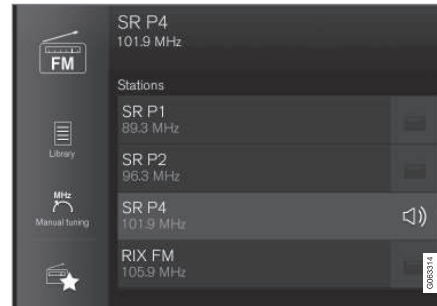 SR P4
101.9 MHz
FM
Stations
SR P1
89.3 MHz
Library
SR P2
96.3 MHz
MHz
Manual tuning
SR P4
101.9 MHz
RIX FM
105.9 MHz
G063314